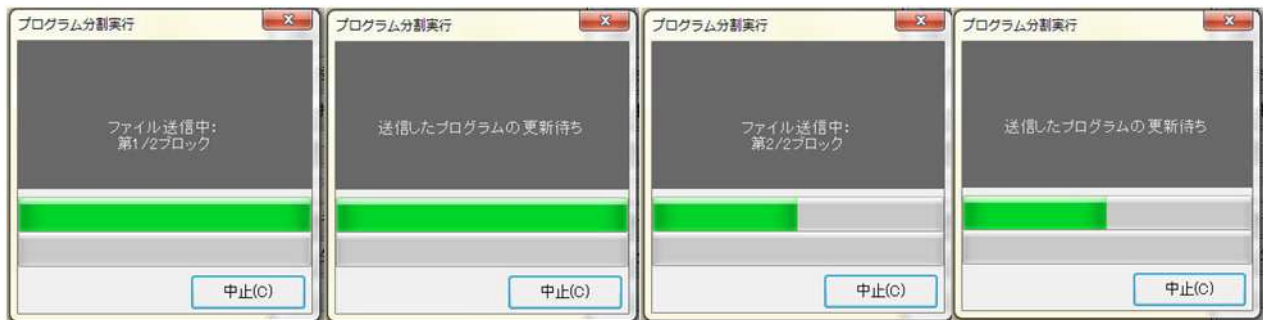 プログラム分割実行
ファイル送信中:
第1/2ブロック
中止(C)
プログラム分割実行
送信したプログラムの更新待ち
中止(C)
プログラム分割実行
ファイル送信中:
第2/2ブロック
中止(C)
プログラム分割実行
送信したプログラムの更新待ち
中止(C)